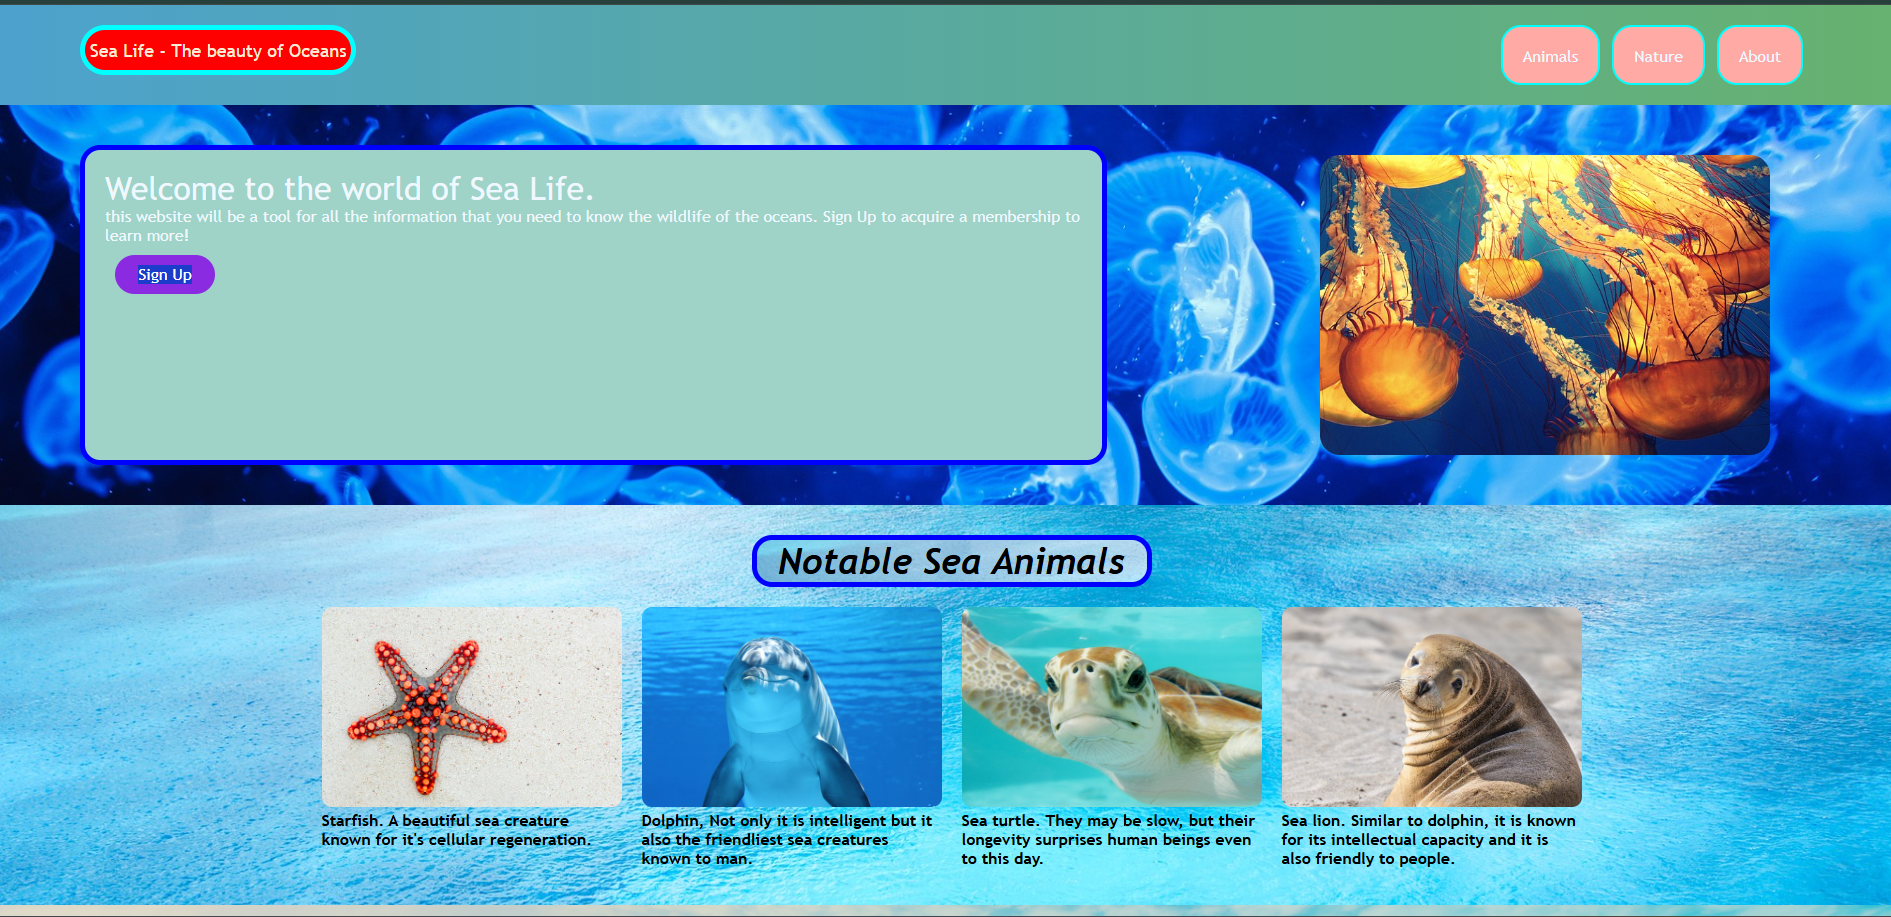 Sea Life - The beauty of Oceans
Animals
Nature
About
Welcome to the world of Sea Life.
this website will be a tool for all the information that you need to know the wildlife of the oceans. Sign Up to acquire a membership to
learn more!
Sign Up
Notable Sea Animals
Starfish. A beautiful sea creature
known for it's cellular regeneration.
Dolphin, Not only it is intelligent but it
also the friendliest sea creatures
known to man.
Sea turtle. They may be slow, but their
longevity surprises human beings even
to this day.
Sea lion. Similar to dolphin, it is known
for its intellectual capacity and it is
also friendly to people.